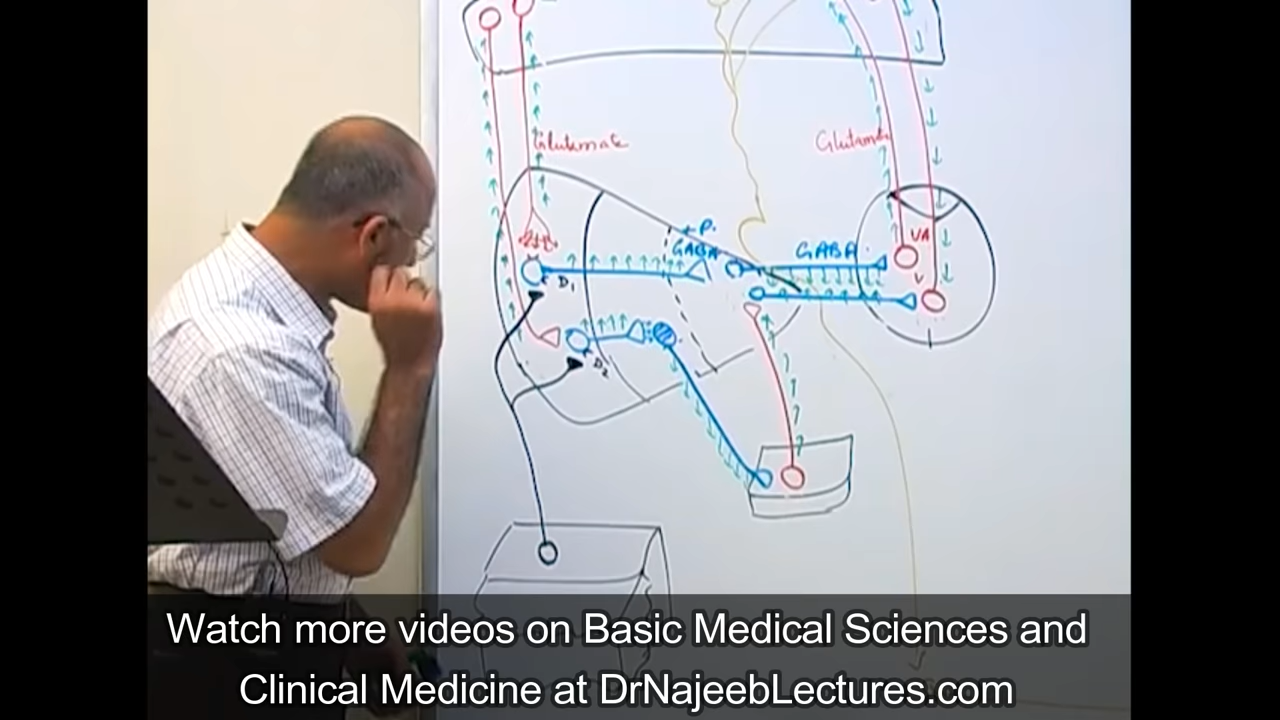 Glutamate
Glutama
+ P.
GABA
GABA
VA
V
D1
D2
Watch more videos on Basic Medical Sciences and
Clinical Medicine at DrNajeebLectures.com